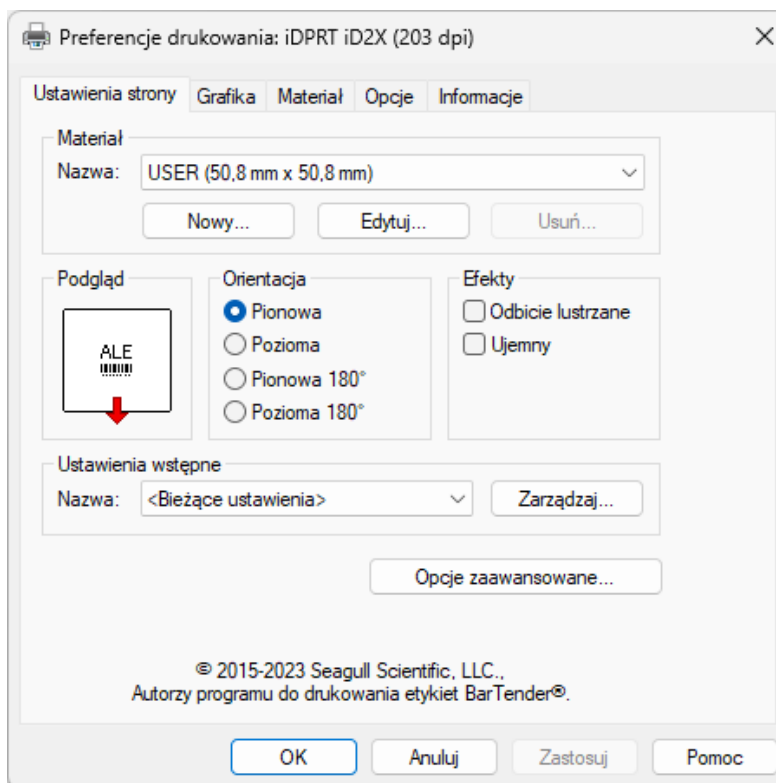 Preferencje drukowania: iDPRT iD2X (203 dpi)
Ustawienia strony Grafika Materiał Opcje Informacje
Materiał
Nazwa: USER (50,8 mm x 50,8 mm)
Nowy... Edytuj... Usuń...
Podgląd
ALE
Orientacja
Pionowa
Pozioma
Pionowa 180°
Pozioma 180°
Efekty
Odbicie lustrzane
Ujemny
Ustawienia wstępne
Nazwa: <Bieżące ustawienia> Zarządzaj...
Opcje zaawansowane...
© 2015-2023 Seagull Scientific, LLC.,
Autorzy programu do drukowania etykiet BarTender®.
OK Anuluj Zastosuj Pomoc